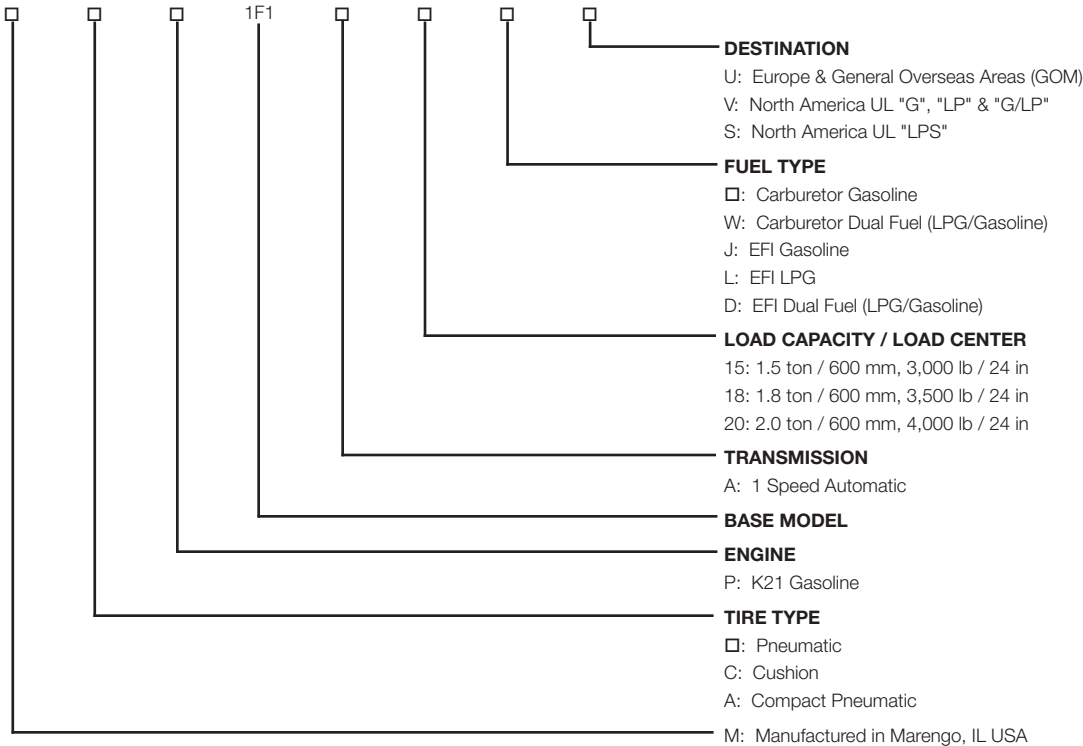 □ □ □ 1F1 □ □ □ □
DESTINATION
U: Europe & General Overseas Areas (GOM)
V: North America UL "G", "LP" & "G/LP"
S: North America UL "LPS"
FUEL TYPE
□: Carburetor Gasoline
W: Carburetor Dual Fuel (LPG/Gasoline)
J: EFI Gasoline
L: EFI LPG
D: EFI Dual Fuel (LPG/Gasoline)
LOAD CAPACITY / LOAD CENTER
15: 1.5 ton / 600 mm, 3,000 lb / 24 in
18: 1.8 ton / 600 mm, 3,500 lb / 24 in
20: 2.0 ton / 600 mm, 4,000 lb / 24 in
TRANSMISSION
A: 1 Speed Automatic
BASE MODEL
ENGINE
P: K21 Gasoline
TIRE TYPE
□: Pneumatic
C: Cushion
A: Compact Pneumatic
M: Manufactured in Marengo, IL USA